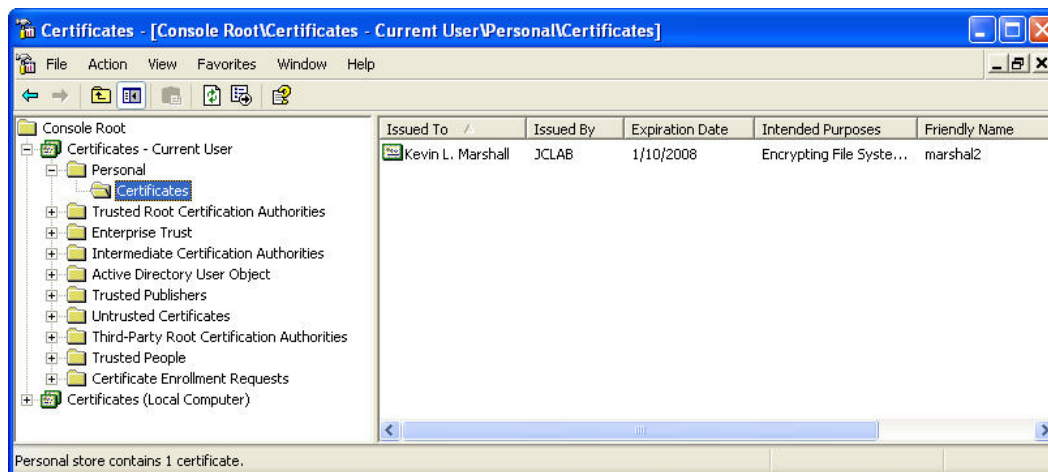 Certificates - [Console Root\Certificates - Current User\Personal\Certificates]
File Action View Favorites Window Help
Console Root
Certificates - Current User
Personal
Certificates
Trusted Root Certification Authorities
Enterprise Trust
Intermediate Certification Authorities
Active Directory User Object
Trusted Publishers
Untrusted Certificates
Third-Party Root Certification Authorities
Trusted People
Certificate Enrollment Requests
Certificates (Local Computer)
Issued To Issued By Expiration Date Intended Purposes Friendly Name
Kevin L. Marshall JCLAB 1/10/2008 Encrypting File Syste... marshal2
Personal store contains 1 certificate.